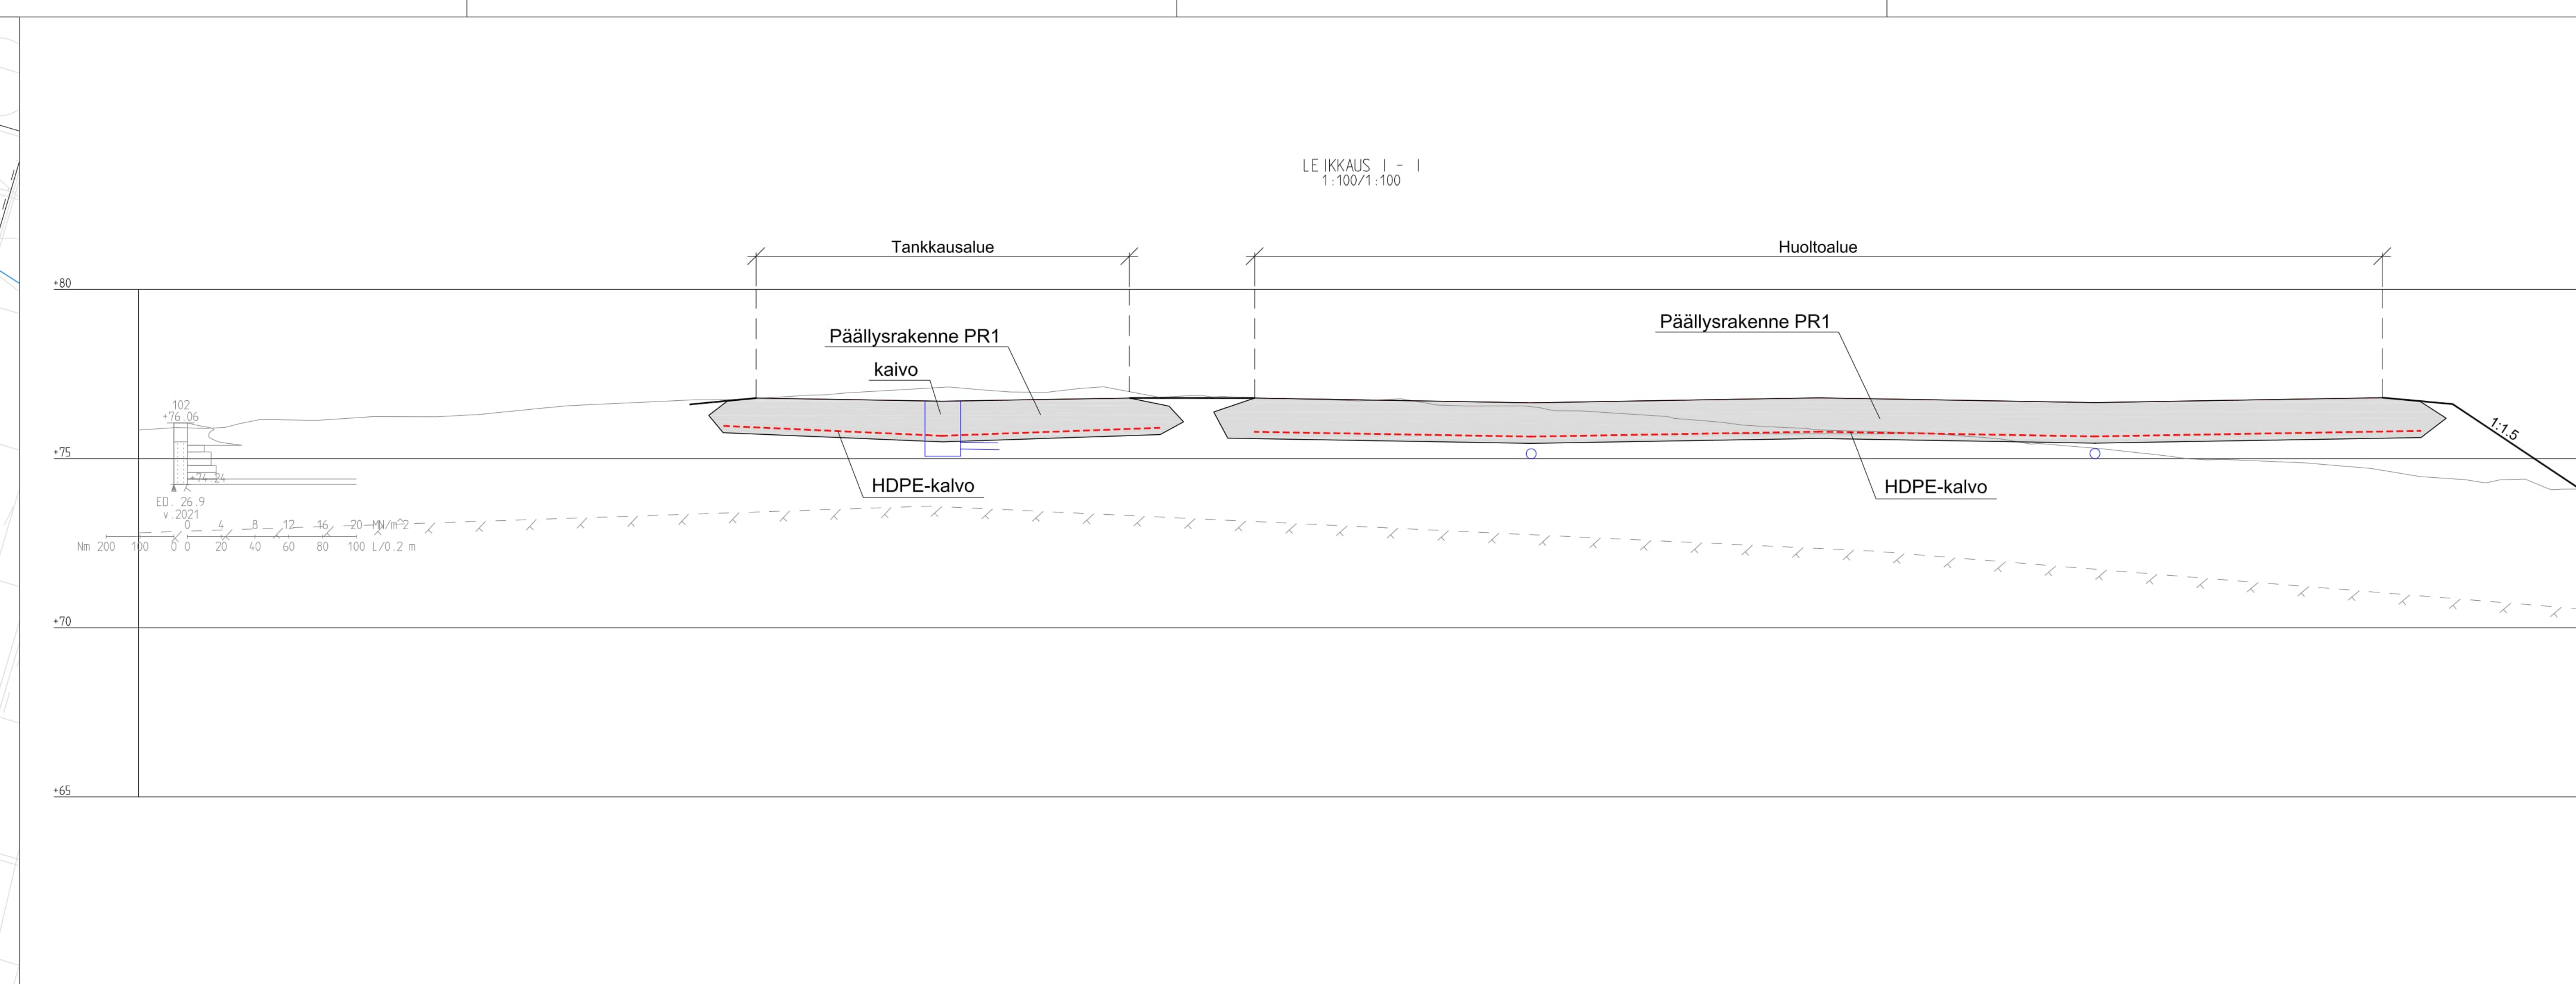 LEIKKAUS I - I
1:100/1:100
Tankkausalue
Huoltoalue
+80
Päällysrakenne PR1
Päällysrakenne PR1
kaivo
102
+76.06
1:1.5
+75
+74.24
HDPE-kalvo
HDPE-kalvo
ED. 26.9
v.2021
0 4 8 12 16 20 MN/m^2
Nm 200 100 0 0 20 40 60 80 100 L/0.2 m
+70
+65